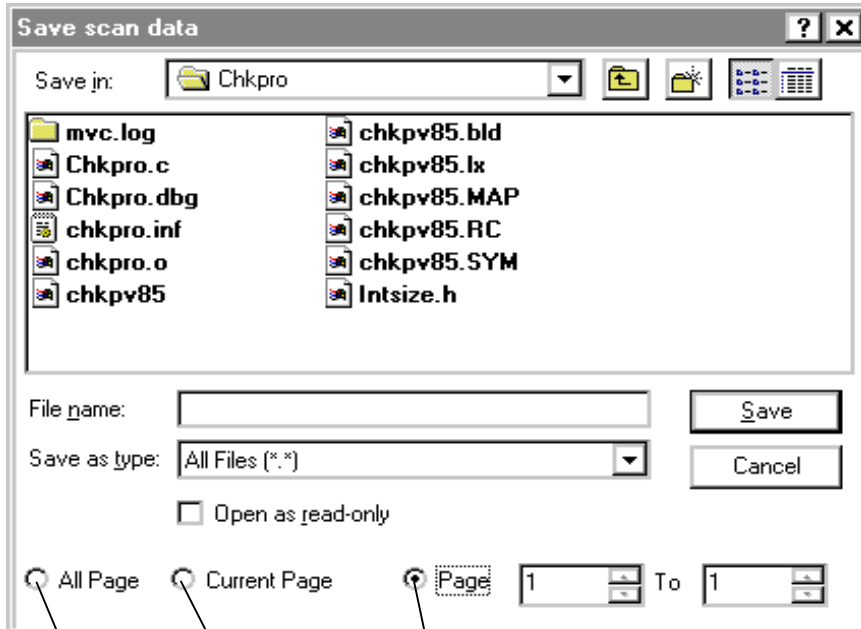 Save scan data ?
Save in: Chkpro
mvc.log
Chkpro.c
Chkpro.dbg
chkpro.inf
chkpro.o
chkpv85
chkpv85.bld
chkpv85.lx
chkpv85.MAP
chkpv85.RC
chkpv85.SYM
Intsize.h
File name: Save
Save as type: All Files (*.*) Cancel
Open as read-only
All Page Current Page Page 1 To 1